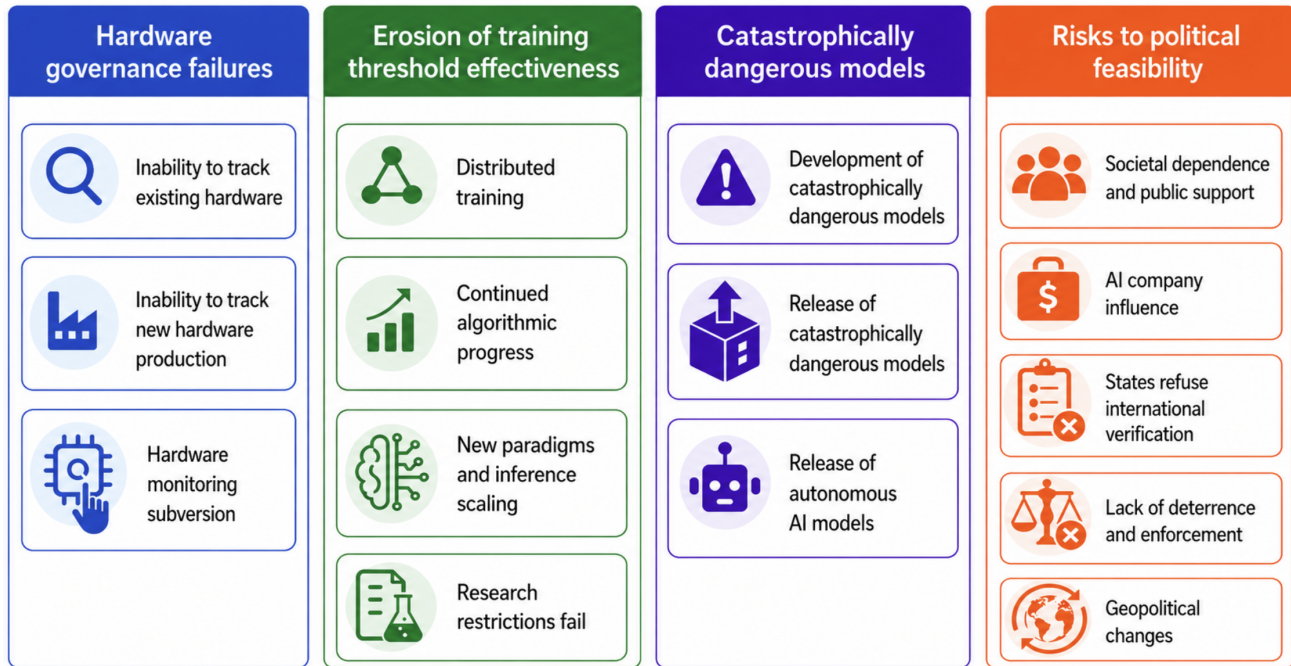 Hardware
governance failures
Inability to track
existing hardware
Inability to track
new hardware
production
Hardware
monitoring
subversion
Erosion of training
threshold effectiveness
Distributed
training
Continued
algorithmic
progress
New paradigms
and inference
scaling
Research
restrictions fail
Catastrophically
dangerous models
Development of
catastrophically
dangerous models
Release of
catastrophically
dangerous models
Release of
autonomous
AI models
Risks to political
feasibility
Societal dependence
and public support
$
AI company
influence
States refuse
international
verification
Lack of deterrence
and enforcement
Geopolitical
changes